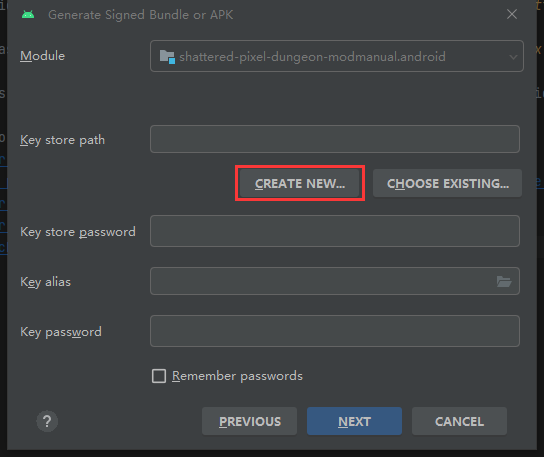 Generate Signed Bundle or APK
Module
shattered-pixel-dungeon-modmanual.android
Key store path
CREATE NEW... CHOOSE EXISTING...
Key store password
Key alias
Key password
Remember passwords
? PREVIOUS NEXT CANCEL